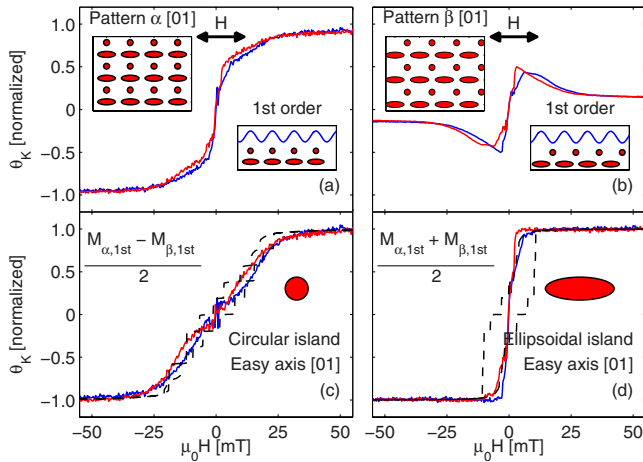 Pattern α [01]
H
1st order
(a)
θK [normalized]
1.0
0.5
0
−0.5
−1.0
Pattern β [01]
H
1st order
(b)
Mα,1st − Mβ,1st
2
Circular island
Easy axis [01]
(c)
θK [normalized]
1.0
0.5
0
−0.5
−1.0
−50 −25 0 25 50
μ0H [mT]
Mα,1st + Mβ,1st
2
Ellipsoidal island
Easy axis [01]
(d)
−50 −25 0 25 50
μ0H [mT]